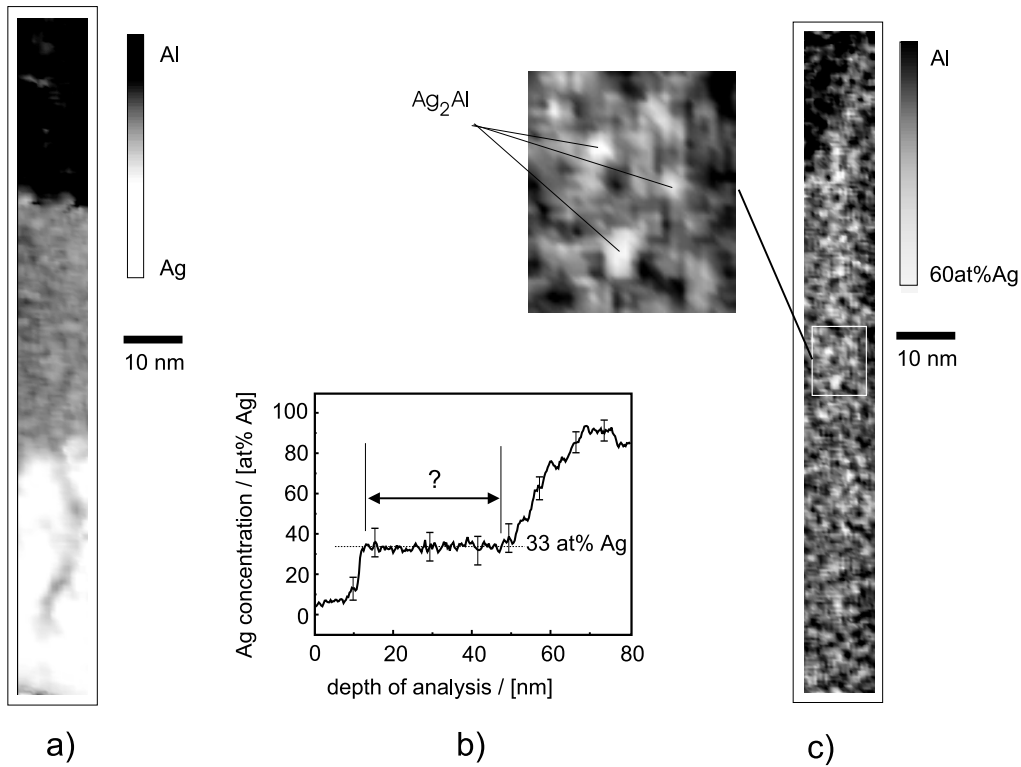 Al
Ag
10 nm
a)
Ag2Al
Ag concentration / [at% Ag]
100
80
60
40
20
0
?
33 at% Ag
0
20
40
60
80
depth of analysis / [nm]
b)
Al
60at%Ag
10 nm
c)